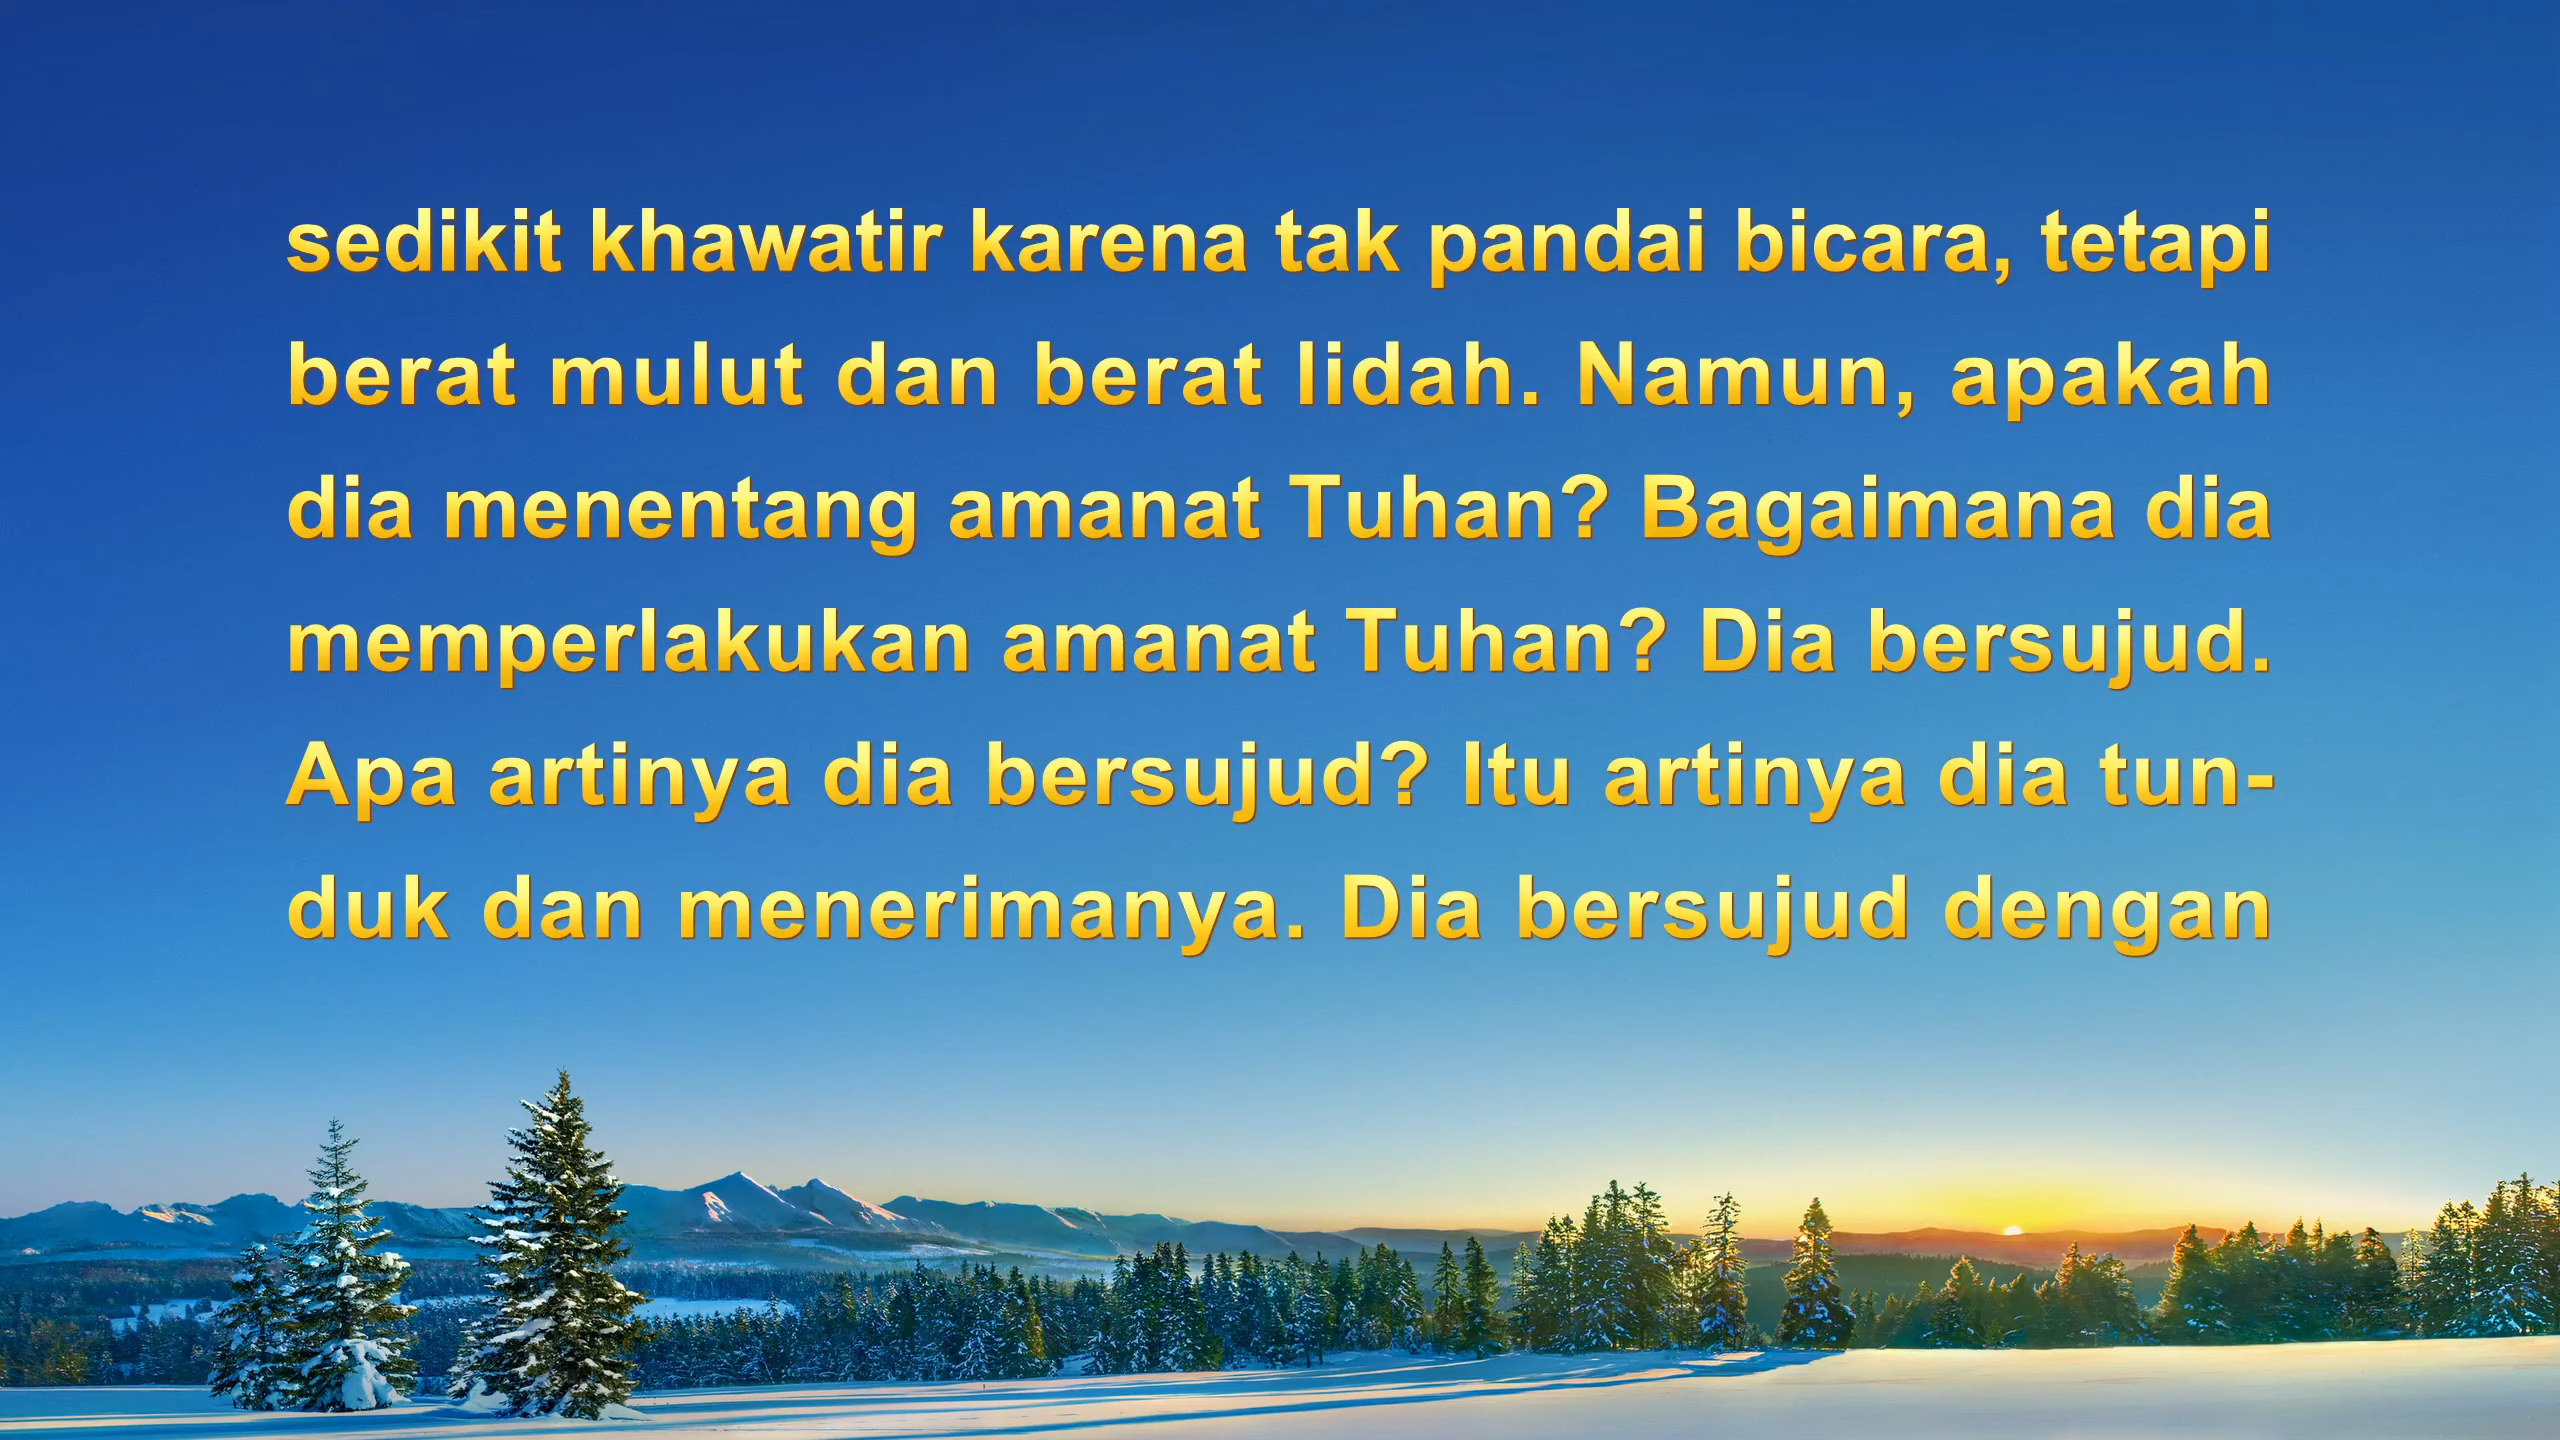 sedikit khawatir karena tak pandai bicara, tetapi
berat mulut dan berat lidah. Namun, apakah
dia menentang amanat Tuhan? Bagaimana dia
memperlakukan amanat Tuhan? Dia bersujud.
Apa artinya dia bersujud? Itu artinya dia tun-
duk dan menerimanya. Dia bersujud dengan